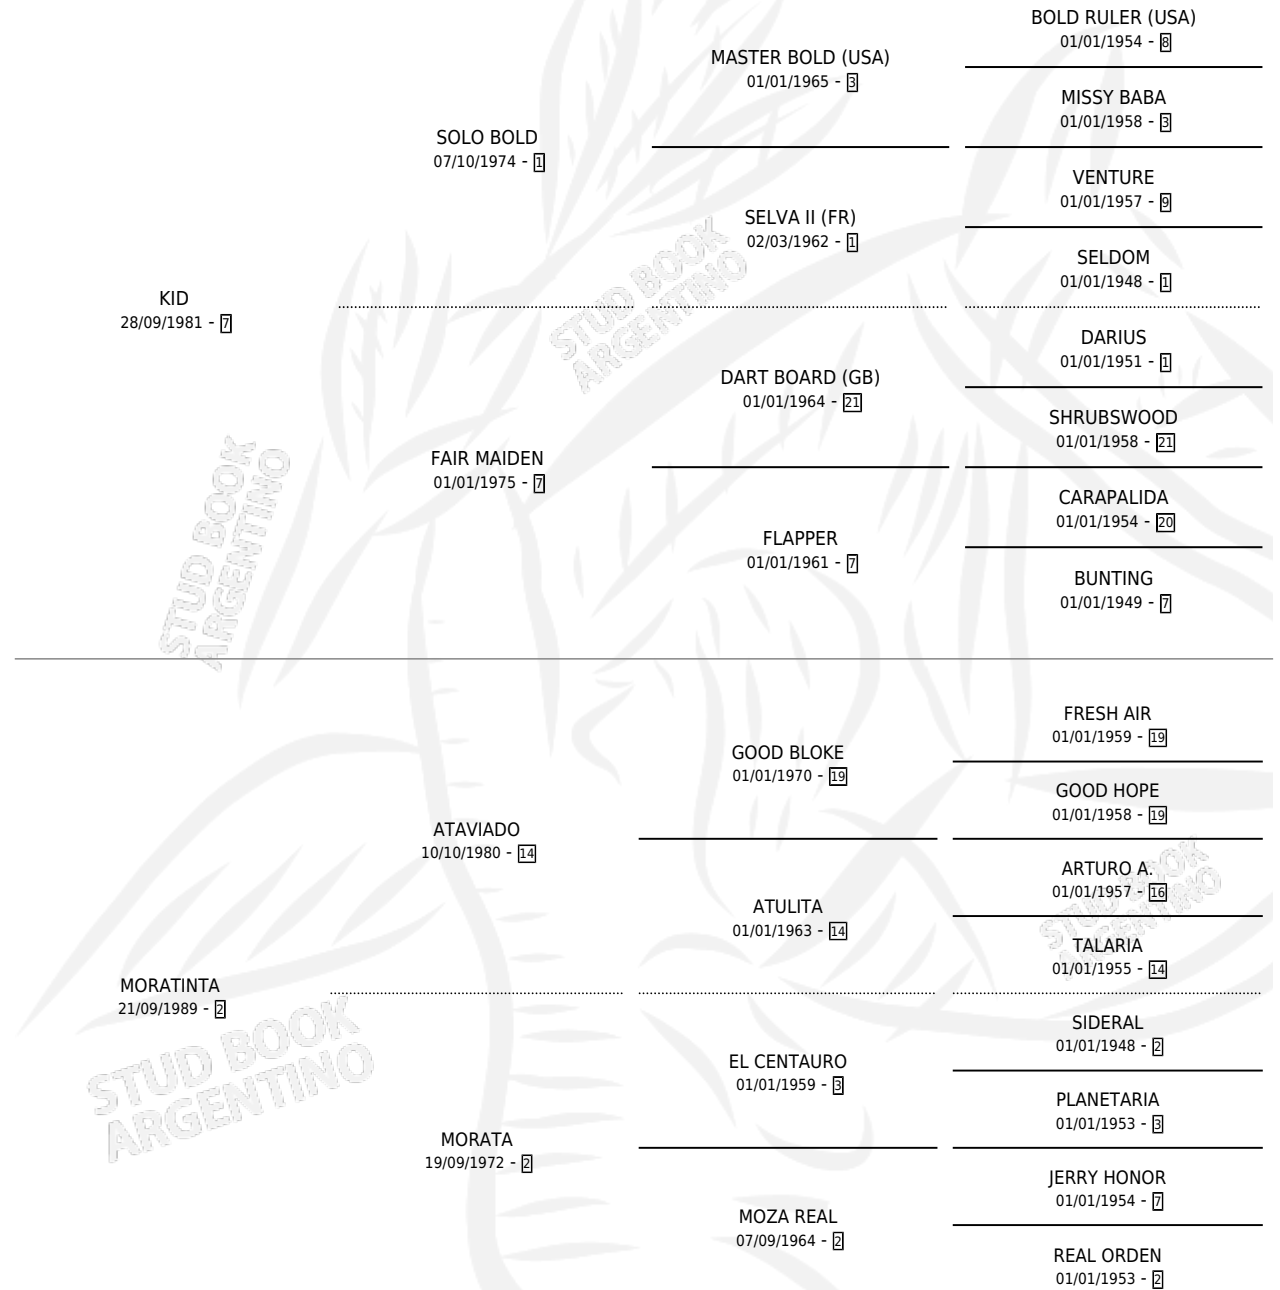 BOLD RULER (USA)
01/01/1954 - 8
MASTER BOLD (USA)
01/01/1965 - 3
MISSY BABA
01/01/1958 - 3
SOLO BOLD
07/10/1974 - 1
VENTURE
01/01/1957 - 9
SELVA II (FR)
02/03/1962 - 1
SELDOM
01/01/1948 - 1
KID
28/09/1981 - 7
DARIUS
01/01/1951 - 1
DART BOARD (GB)
01/01/1964 - 21
SHRUBSWOOD
01/01/1958 - 21
FAIR MAIDEN
01/01/1975 - 7
CARAPALIDA
01/01/1954 - 20
FLAPPER
01/01/1961 - 7
BUNTING
01/01/1949 - 7
STUD BOOK
ARGENTINO
STUD BOOK
ARGENTINO
FRESH AIR
01/01/1959 - 19
GOOD BLOKE
01/01/1970 - 19
GOOD HOPE
01/01/1958 - 19
ATAVIADO
10/10/1980 - 14
ARTURO A.
01/01/1957 - 16
ATULITA
01/01/1963 - 14
TALARIA
01/01/1955 - 14
MORATINTA
21/09/1989 - 2
SIDERAL
01/01/1948 - 2
EL CENTAURO
01/01/1959 - 3
PLANETARIA
01/01/1953 - 3
MORATA
19/09/1972 - 2
JERRY HONOR
01/01/1954 - 7
MOZA REAL
07/09/1964 - 2
REAL ORDEN
01/01/1953 - 2
STUD BOOK
ARGENTINO
STUD BOOK
ARGENTINO